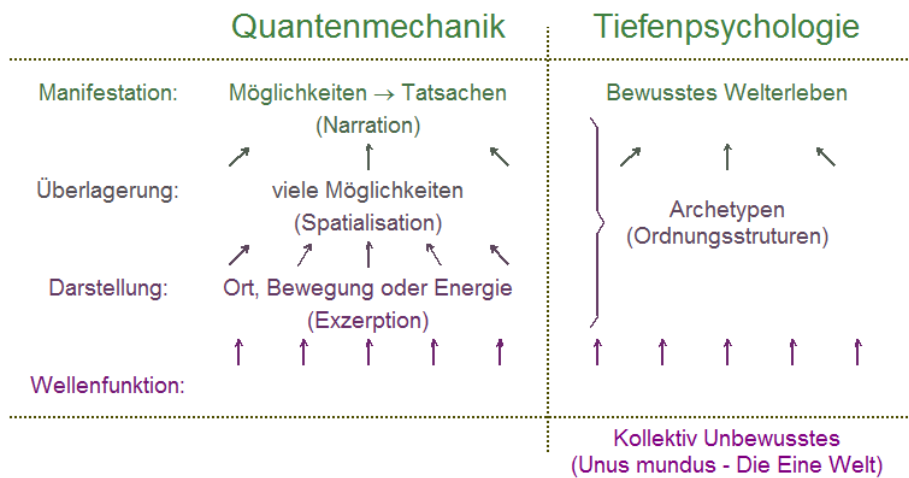 Quantenmechanik Tiefenpsychologie
Manifestation: Möglichkeiten → Tatsachen Bewusstes Welterleben
(Narration)
Überlagerung: viele Möglichkeiten
(Spatialisation)
Archetypen
(Ordnungsstruturen)
Darstellung: Ort, Bewegung oder Energie
(Exzerption)
Wellenfunktion:
Kollektiv Unbewusstes
(Unus mundus - Die Eine Welt)